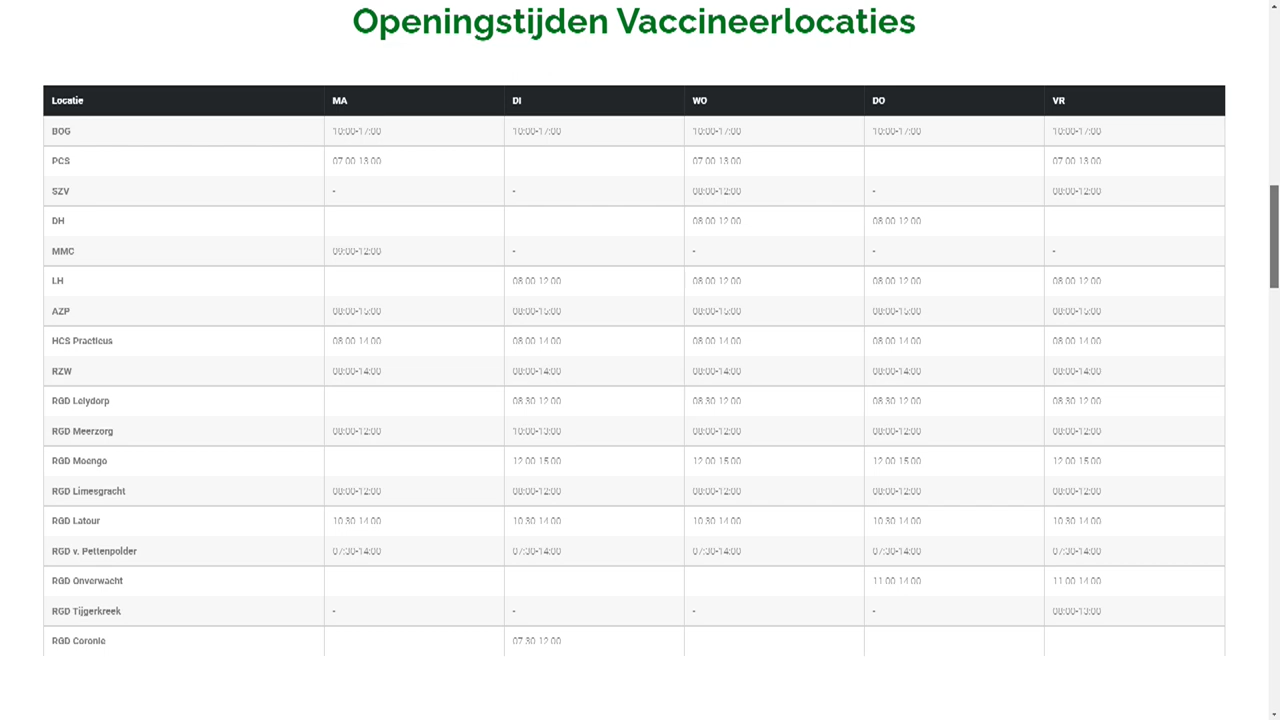 Openingstijden Vaccineerlocaties
Locatie MA DI WO DO VR
BOG 10:00-17:00 10:00-17:00 10:00-17:00 10:00-17:00 10:00-17:00
PCS 07 00 13 00 07 00 13 00 07 00 13 00
SZV - - 08:00-12:00 - 08:00-12:00
DH 08 00 12 00 08 00 12 00
MMC 09:00-12:00 - - - -
LH 08 00 12 00 08 00 12 00 08 00 12 00 08 00 12 00
AZP 08:00-15:00 08:00-15:00 08:00-15:00 08:00-15:00 08:00-15:00
HCS Practicus 08 00 14 00 08 00 14 00 08 00 14 00 08 00 14 00 08 00 14 00
RZW 08:00-14:00 08:00-14:00 08:00-14:00 08:00-14:00 08:00-14:00
RGD Lelydorp 08 30 12 00 08 30 12 00 08 30 12 00 08 30 12 00
RGD Meerzorg 08:00-12:00 10:00-13:00 08:00-12:00 08:00-12:00 08:00-12:00
RGD Moengo 12 00 15 00 12 00 15 00 12 00 15 00 12 00 15 00
RGD Limesgracht 08:00-12:00 08:00-12:00 08:00-12:00 08:00-12:00 08:00-12:00
RGD Latour 10 30 14 00 10 30 14 00 10 30 14 00 10 30 14 00 10 30 14 00
RGD v. Pettenpolder 07:30-14:00 07:30-14:00 07:30-14:00 07:30-14:00 07:30-14:00
RGD Onverwacht 11 00 14 00 11 00 14 00
RGD Tijgerkreek - - - - 08:00-13:00
RGD Coronie 07 30 12 00